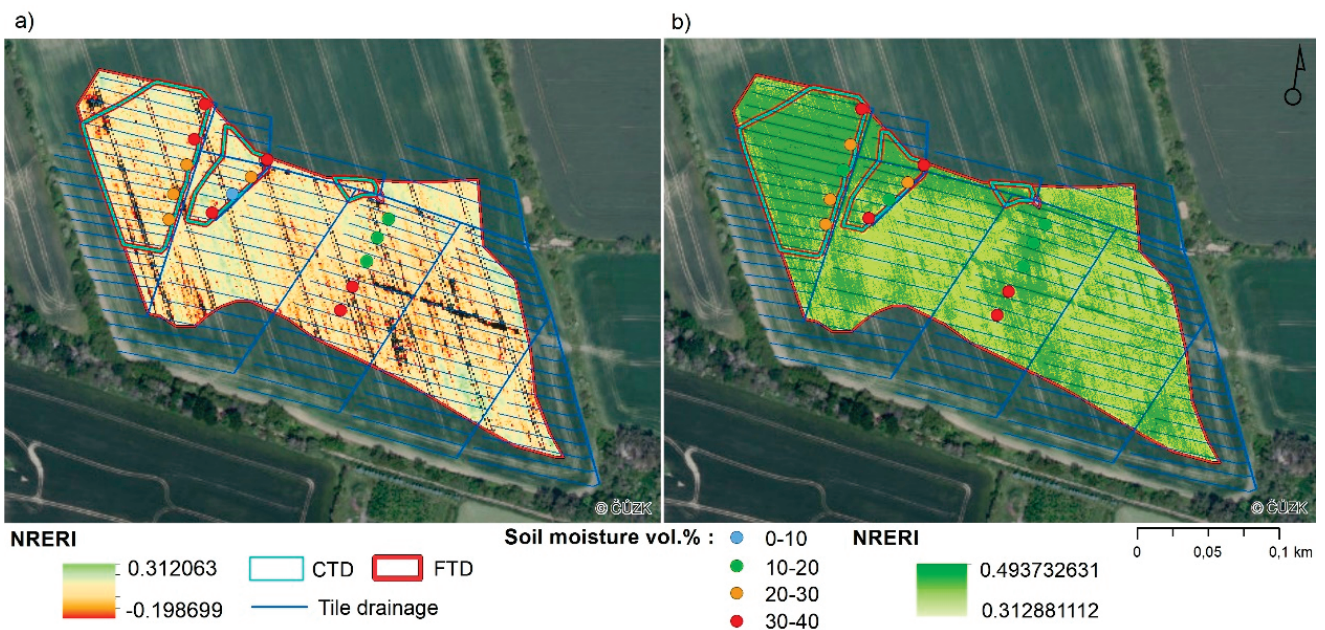 a)
b)
© ČÚZK
© ČÚZK
NRERI
0.312063
-0.198699
CTD
FTD
Tile drainage
Soil moisture vol.% :
0-10
10-20
20-30
30-40
NRERI
0.493732631
0.312881112
0 0,05 0,1 km